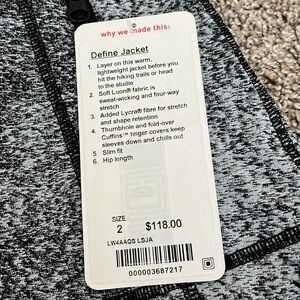 why we made this:
Define Jacket
1. Layer on this warm,
lightweight jacket before you
hit the hiking trails or head
to the studio
2. Soft Luon® fabric is
sweat-wicking and four-way
stretch
3. Added Lycra® fibre for stretch
and shape retention
4. Thumbhole and fold-over
Cuffins™ finger covers keep
sleeves down and chills out
5. Slim fit
6. Hip length
SIZE
2 $118.00
LW4AAQS LSJA
000003687217